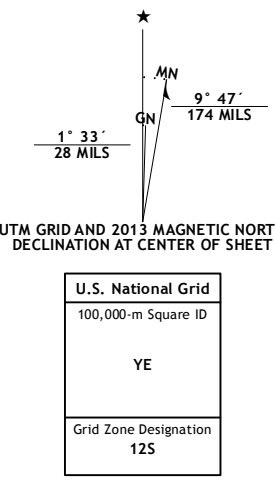 ★
MN
GN
9° 47´
174 MILS
1° 33´
28 MILS
UTM GRID AND 2013 MAGNETIC NORT
DECLINATION AT CENTER OF SHEET
U.S. National Grid
100,000-m Square ID
YE
Grid Zone Designation
12S